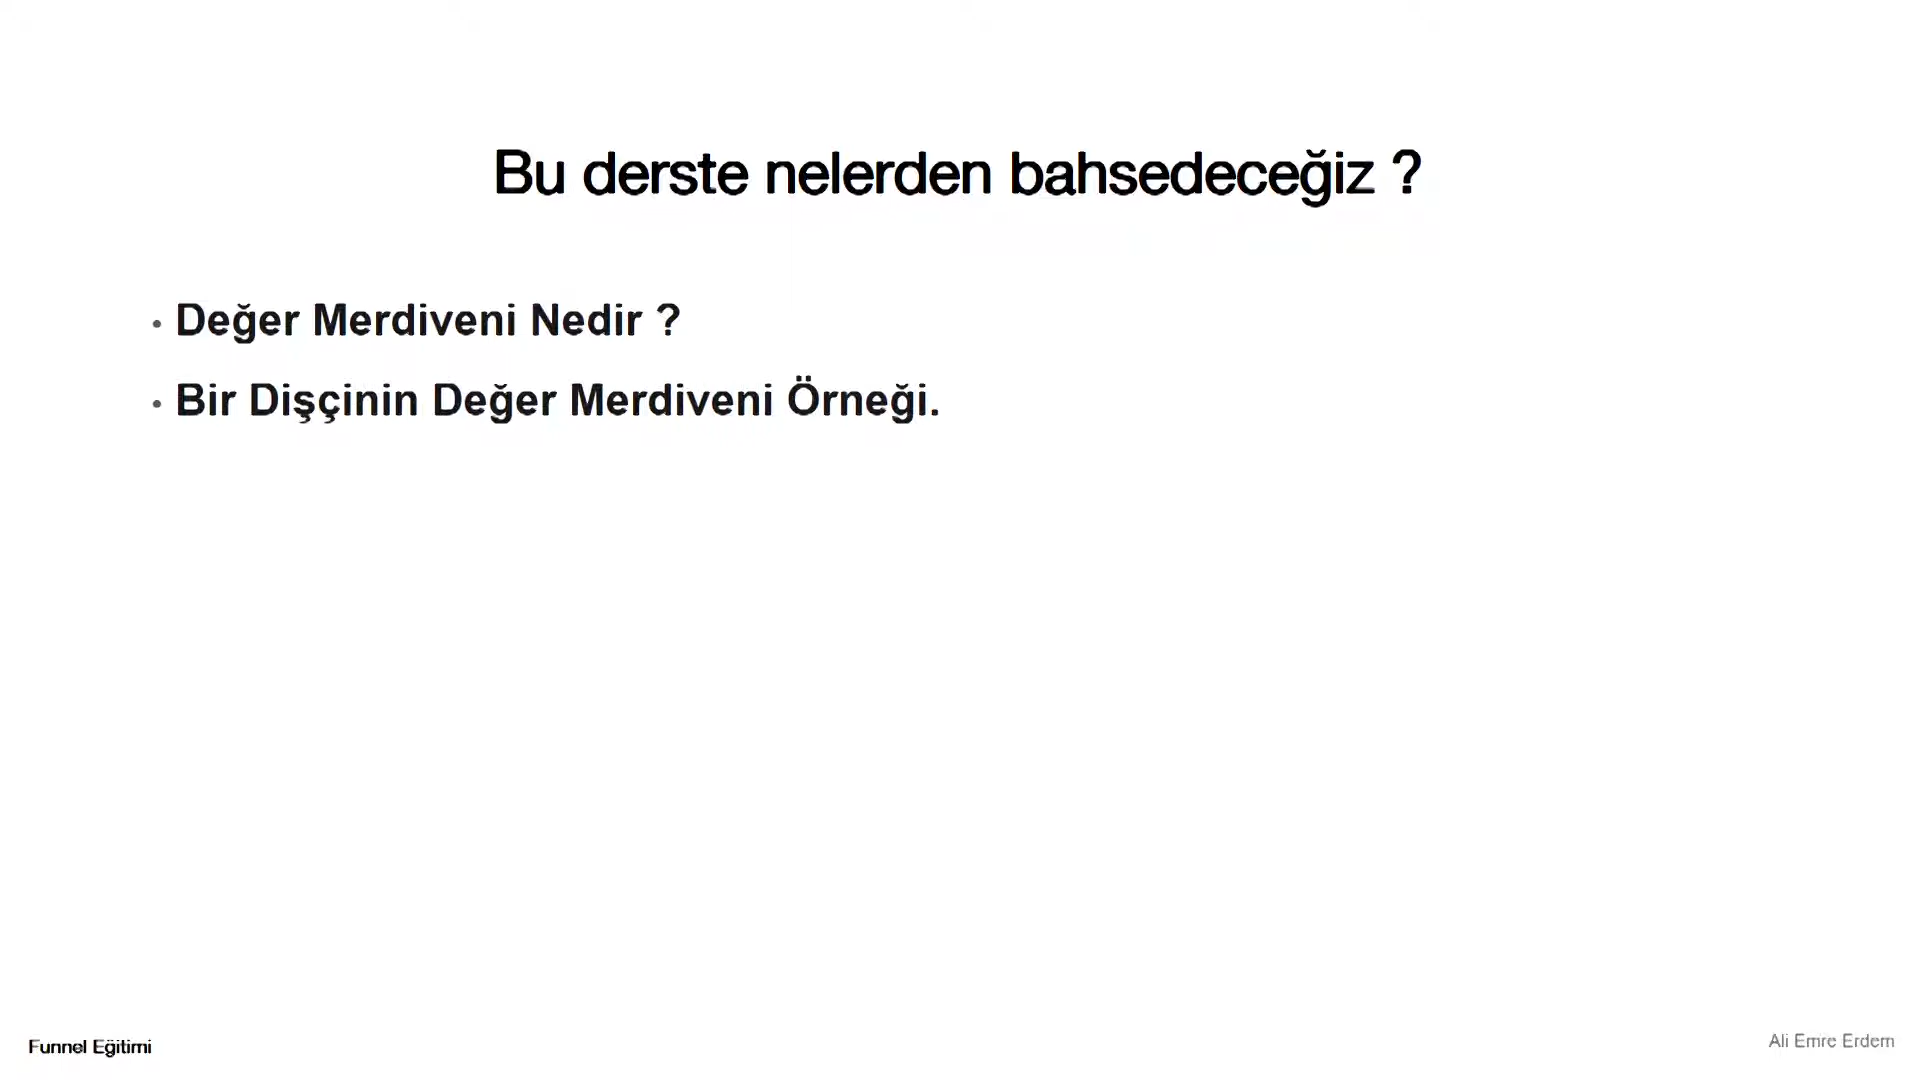 Bu derste nelerden bahsedeceğiz ?
• Değer Merdiveni Nedir ?
• Bir Dişçinin Değer Merdiveni Örneği.
Funnel Eğitimi
Ali Emre Erdem